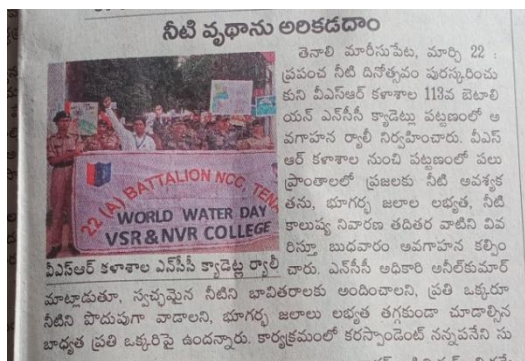 నీటి వృథాను అరికడదాం
తెనాలి మారీసుపేట, మార్చి 22 :
ప్రపంచ నీటి దినోత్సవం పురస్కరించు
కుని వీఎస్ఆర్ కళాశాల 113వ బెటాలి
యన్ ఎన్‌సీసీ క్యాడెట్లు పట్టణంలో అ
వగాహన ర్యాలీ నిర్వహించారు. వీఎస్
ఆర్ కళాశాల నుంచి పట్టణంలో పలు
ప్రాంతాలలో ప్రజలకు నీటి అవశ్యక
తను, భూగర్భ జలాల లభ్యత, నీటి
కాలుష్య నివారణ తదితర వాటిని వివ
రిస్తూ బుధవారం అవగాహన కల్పిం
చారు. ఎన్‌సీసీ అధికారి అనీల్‌కుమార్
మాట్లాడుతూ, స్వచ్ఛమైన నీటిని భావితరాలకు అందించాలని, ప్రతి ఒక్కరూ
నీటిని పొదుపుగా వాడాలని, భూగర్భ జలాలు లభ్యత తగ్గకుండా చూడాల్సిన
బాధ్యత ప్రతి ఒక్కరిపై ఉందన్నారు. కార్యక్రమంలో కరస్పాండెంట్ నన్నపనేని సు
22 (A) BATTALION NCC, TENA
WORLD WATER DAY
VSR & NVR COLLEGE
వీఎస్ఆర్ కళాశాల ఎన్‌సీసీ క్యాడెట్ల ర్యాలీ